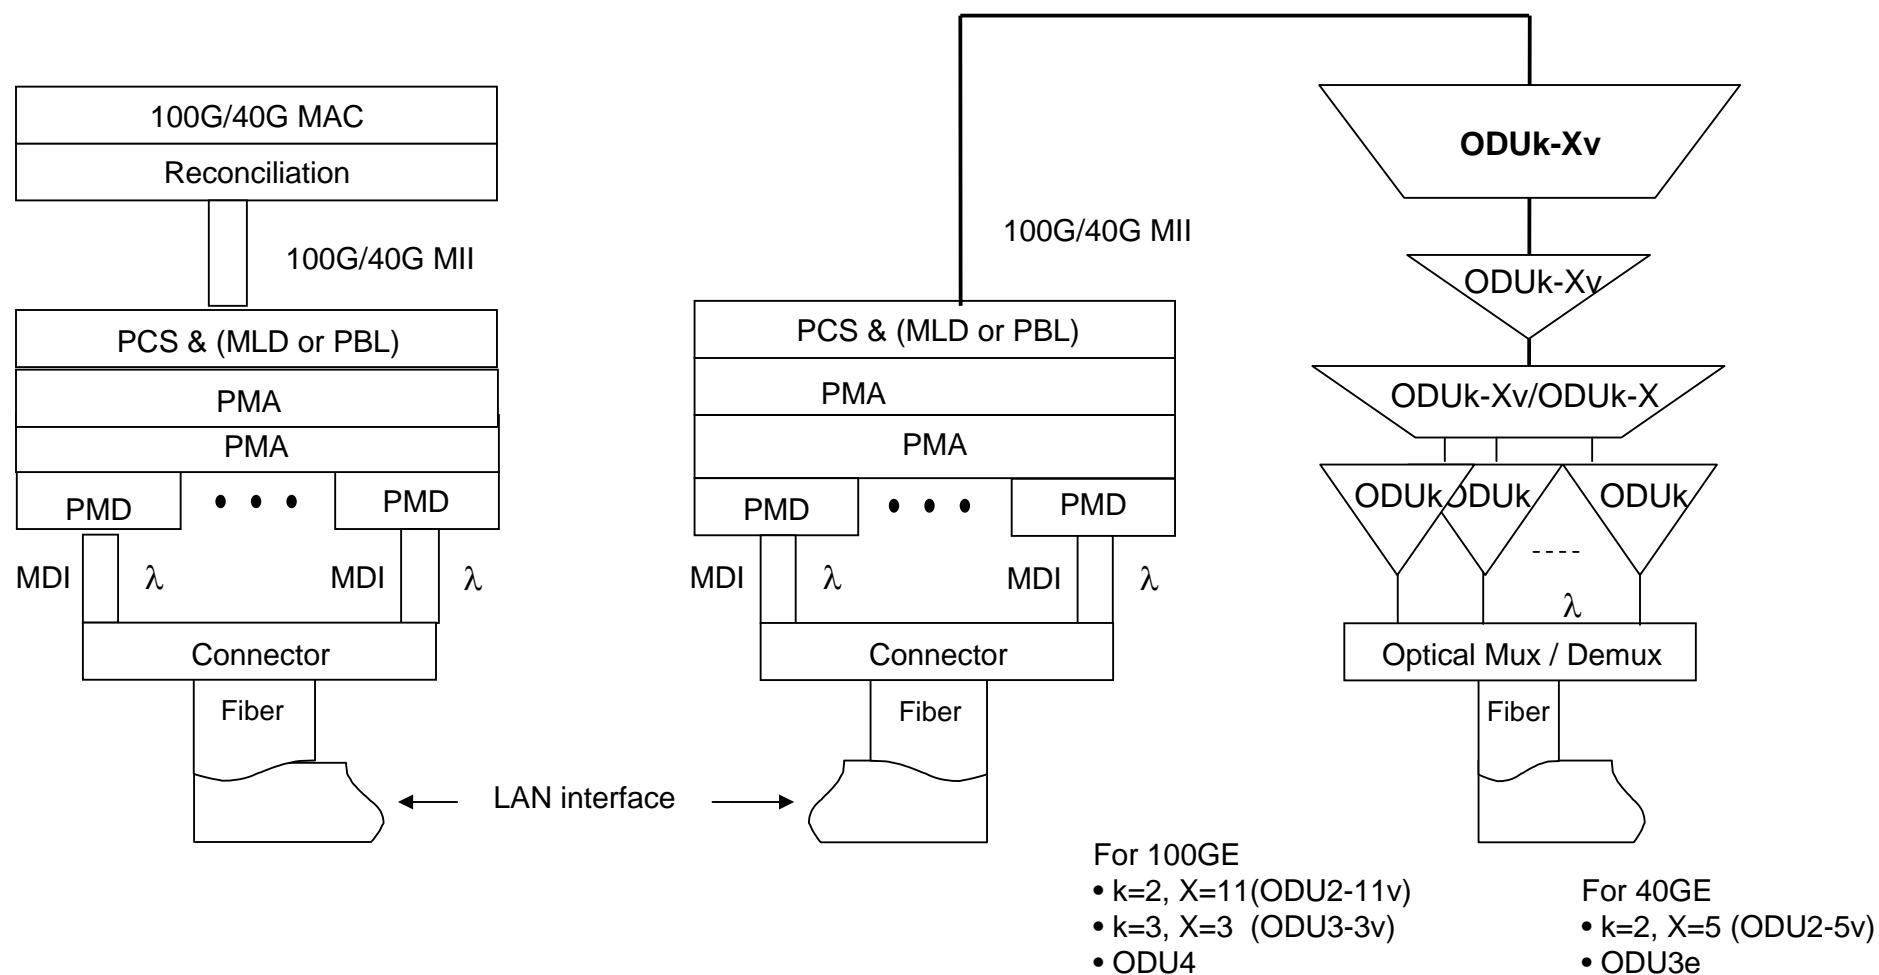 100G/40G MAC
Reconciliation
100G/40G MII
PCS & (MLD or PBL)
PMA
PMA
PMD
• • •
PMD
MDI
λ
MDI
λ
Connector
Fiber
LAN interface
100G/40G MII
PCS & (MLD or PBL)
PMA
PMA
PMD
• • •
PMD
MDI
λ
MDI
λ
Connector
Fiber
ODUk-Xv
ODUk-Xv
ODUk-Xv/ODUk-X
ODUk
ODUk
ODUk
----
λ
Optical Mux / Demux
Fiber
For 100GE
• k=2, X=11(ODU2-11v)
• k=3, X=3 (ODU3-3v)
• ODU4
For 40GE
• k=2, X=5 (ODU2-5v)
• ODU3e